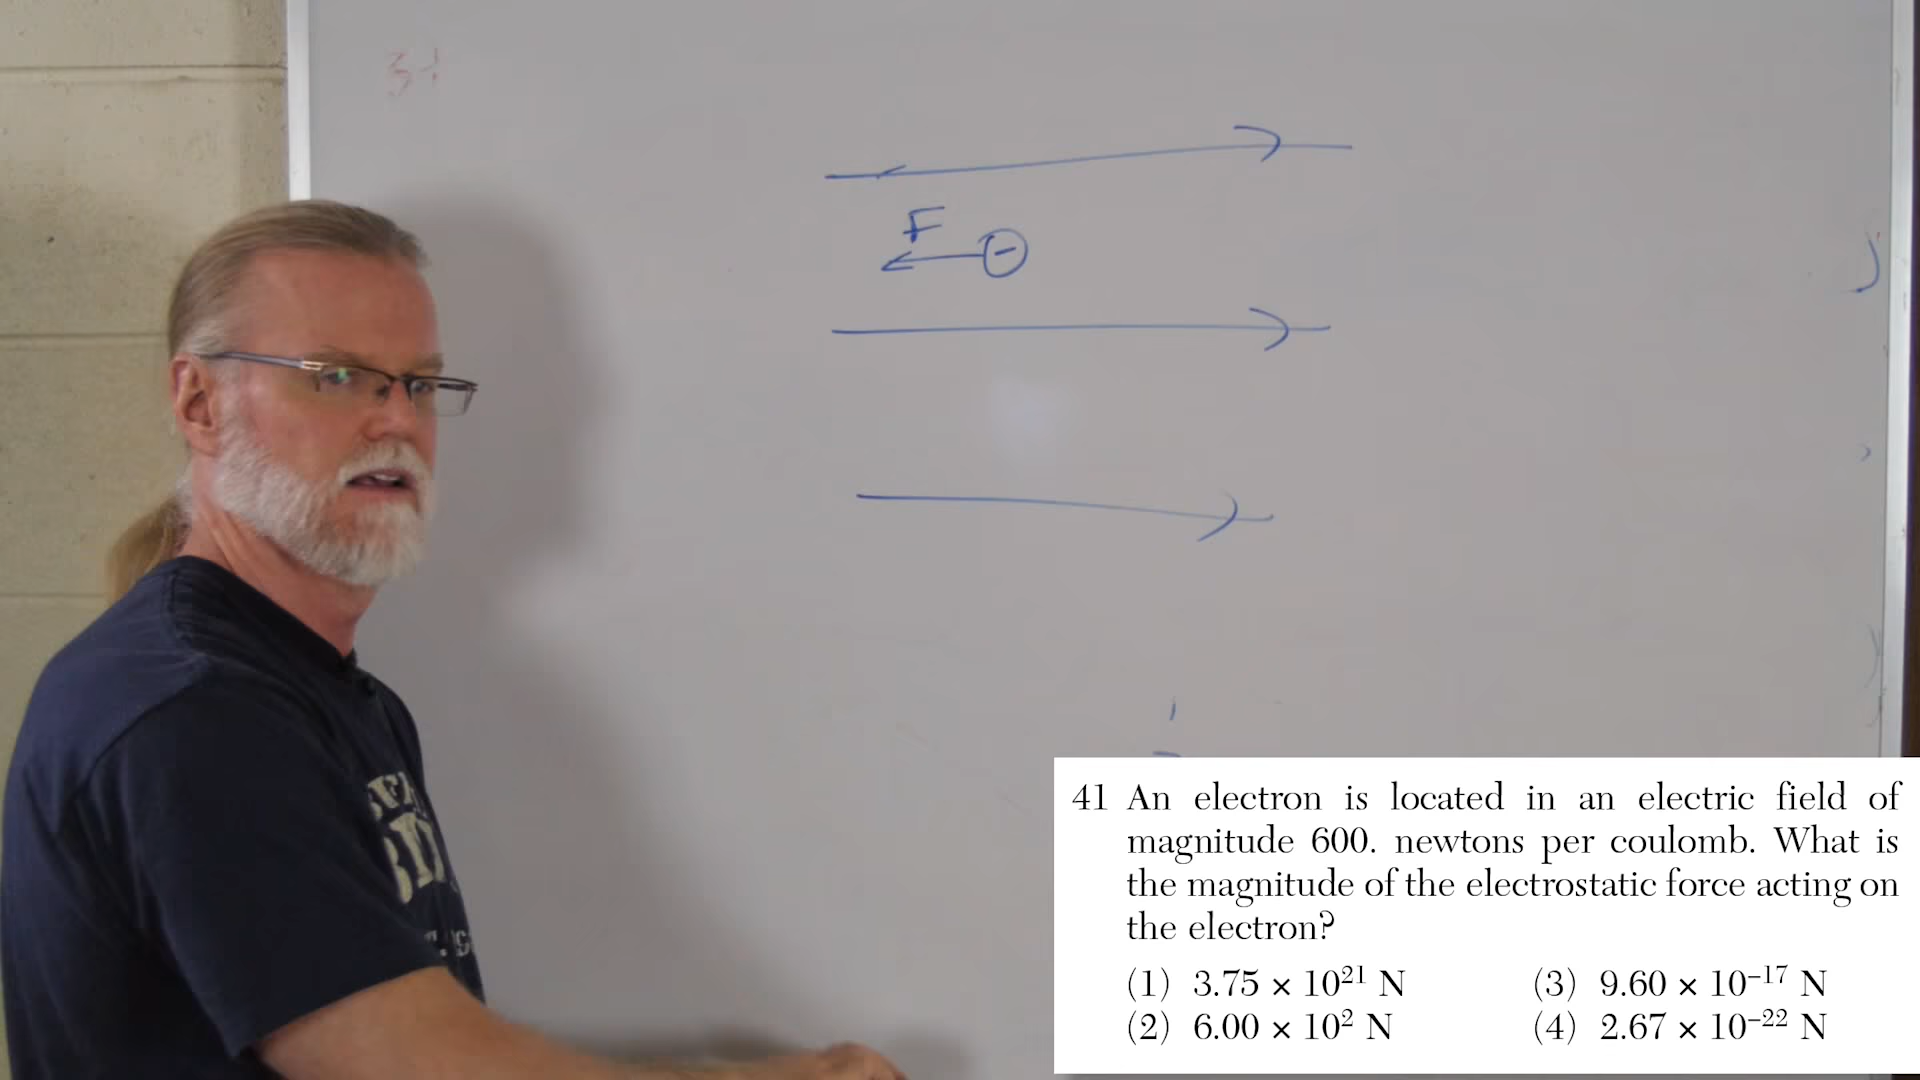 F
−
41 An electron is located in an electric field of
magnitude 600. newtons per coulomb. What is
the magnitude of the electrostatic force acting on
the electron?
(1) 3.75 × 10²¹ N (3) 9.60 × 10⁻¹⁷ N
(2) 6.00 × 10² N (4) 2.67 × 10⁻²² N